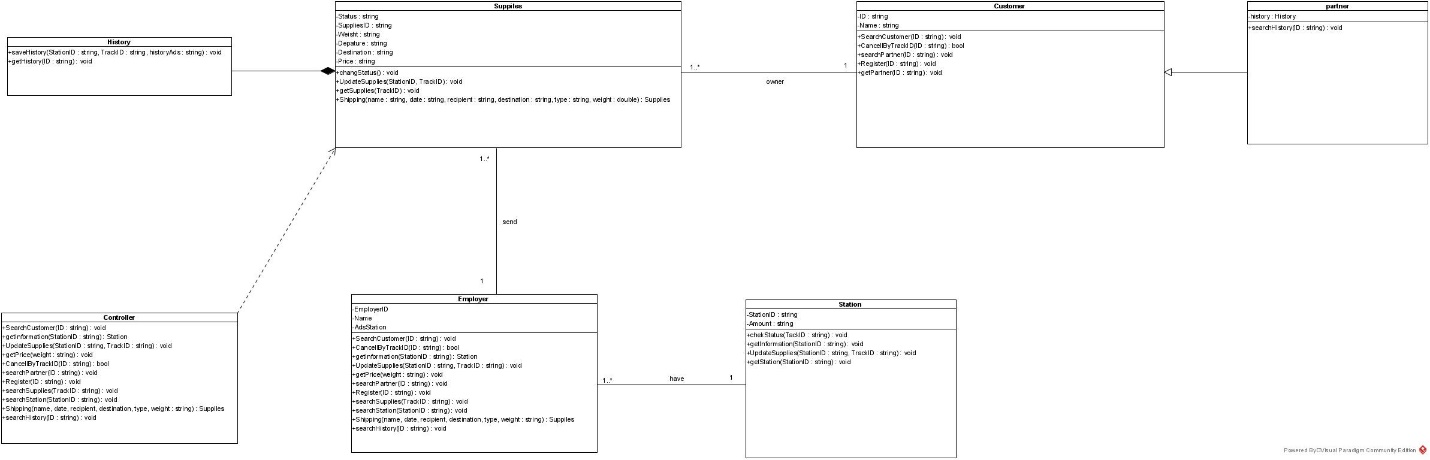 History
+saveHistory(StationID : string, TrackID : string, historyAds : string) : void
+getHistory(ID : string) : void
Supplies
-Status : string
-SuppliesID : string
-Weight : string
-Depature : string
-Destination : string
-Price : string
+changStatus() : void
+UpdateSupplies(StationID, TrackID) : void
+getSupplies(TrackID) : void
+Shipping(name : string, date : string, recipient : string, destination : string, type : string, weight : double) : Supplies
1..*
1
owner
Customer
-ID : string
-Name : string
+SearchCustomer(ID : string) : void
+CancellByTrackID(ID : string) : bool
+searchPartner(ID : string) : void
+Register(ID : string) : void
+getPartner(ID : string) : void
partner
-history : History
+searchHistory(ID : string) : void
1..*
send
1
Controller
+SearchCustomer(ID : string) : void
+getInformation(StationID : string) : Station
+UpdateSupplies(StationID : string, TrackID : string) : void
+getPrice(weight : string) : void
+CancellByTrackID(ID : string) : bool
+searchPartner(ID : string) : void
+Register(ID : string) : void
+searchSupplies(TrackID : string) : void
+searchStation(StationID : string) : void
+Shipping(name, date, recipient, destination, type, weight : string) : Supplies
+searchHistory(ID : string) : void
Employer
-EmployerID
-Name
-AdsStation
+SearchCustomer(ID : string) : void
+CancellByTrackID(ID : string) : bool
+getInformation(StationID : string) : Station
+UpdateSupplies(StationID : string, TrackID : string) : void
+getPrice(weight : string) : void
+searchPartner(ID : string) : void
+Register(ID : string) : void
+searchSupplies(TrackID : string) : void
+searchStation(StationID : string) : void
+Shipping(name, date, recipient, destination, type, weight : string) : Supplies
+searchHistory(ID : string) : void
1..*
have
1
Station
-StationID : string
-Amount : string
+chekStatus(TackID : string) : void
+getInformation(StationID : string) : void
+UpdateSupplies(StationID : string, TrackID : string) : void
+getStation(StationID : string) : void
Powered By Visual Paradigm Community Edition